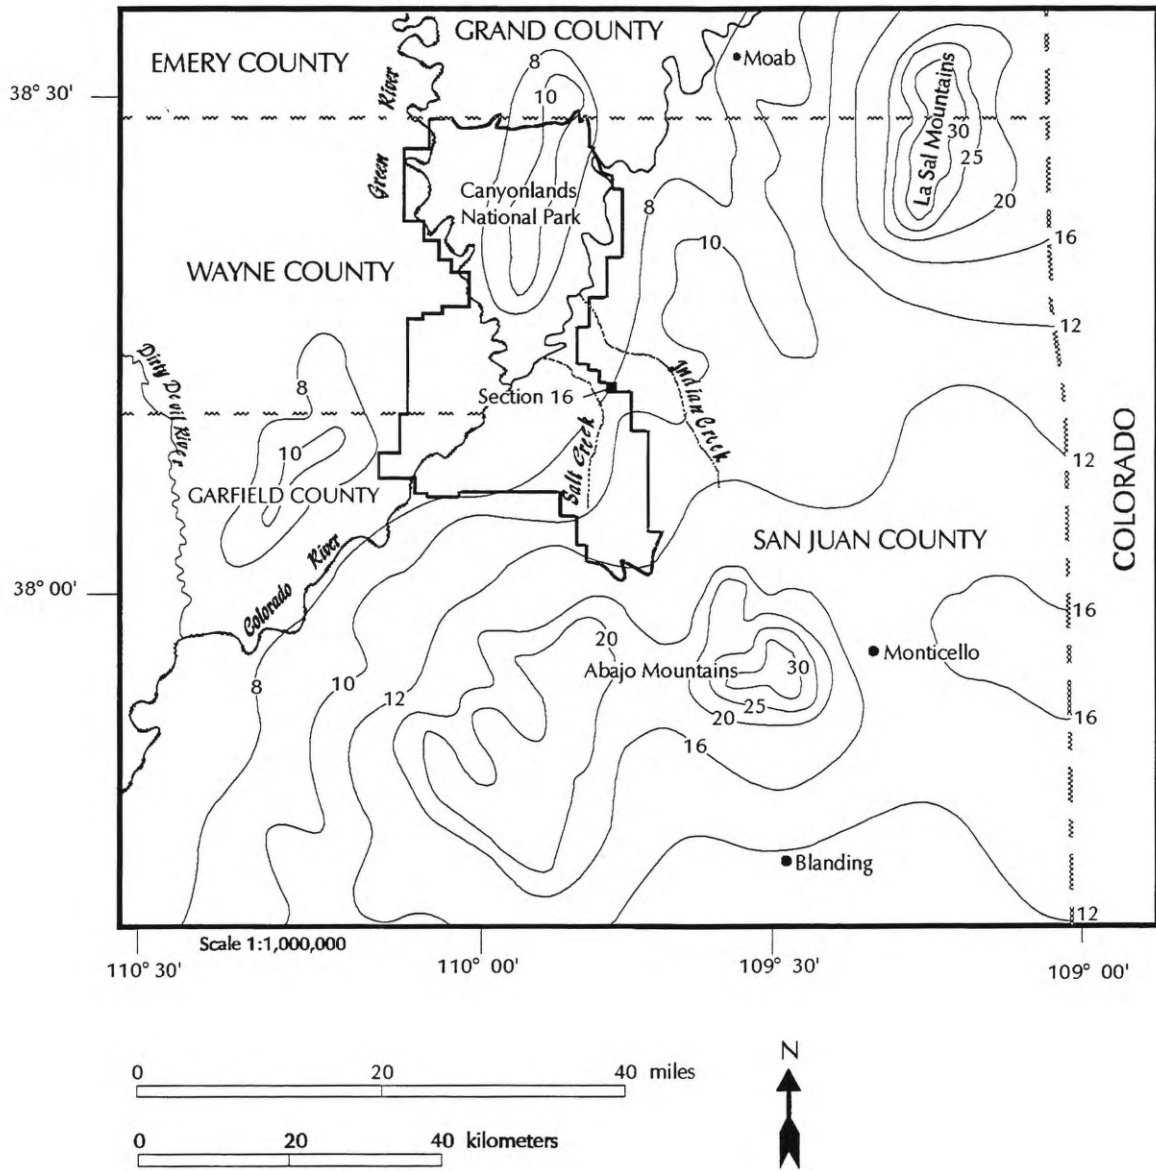 GRAND COUNTY
8
EMERY COUNTY
Moab
38° 30'
10
River
Green
La Sal Mountains
30
25
20
Canyonlands
National Park
8
10
16
WAYNE COUNTY
12
Dirty Devil River
8
Section 16
Indian Creek
Salt Creek
10
12
COLORADO
GARFIELD COUNTY
SAN JUAN COUNTY
38° 00'
Colorado River
16
20
Abajo Mountains
30
Monticello
8
10
12
25
20
16
16
Blanding
12
Scale 1:1,000,000
110° 30'
110° 00'
109° 30'
109° 00'
0 20 40 miles
0 20 40 kilometers
N